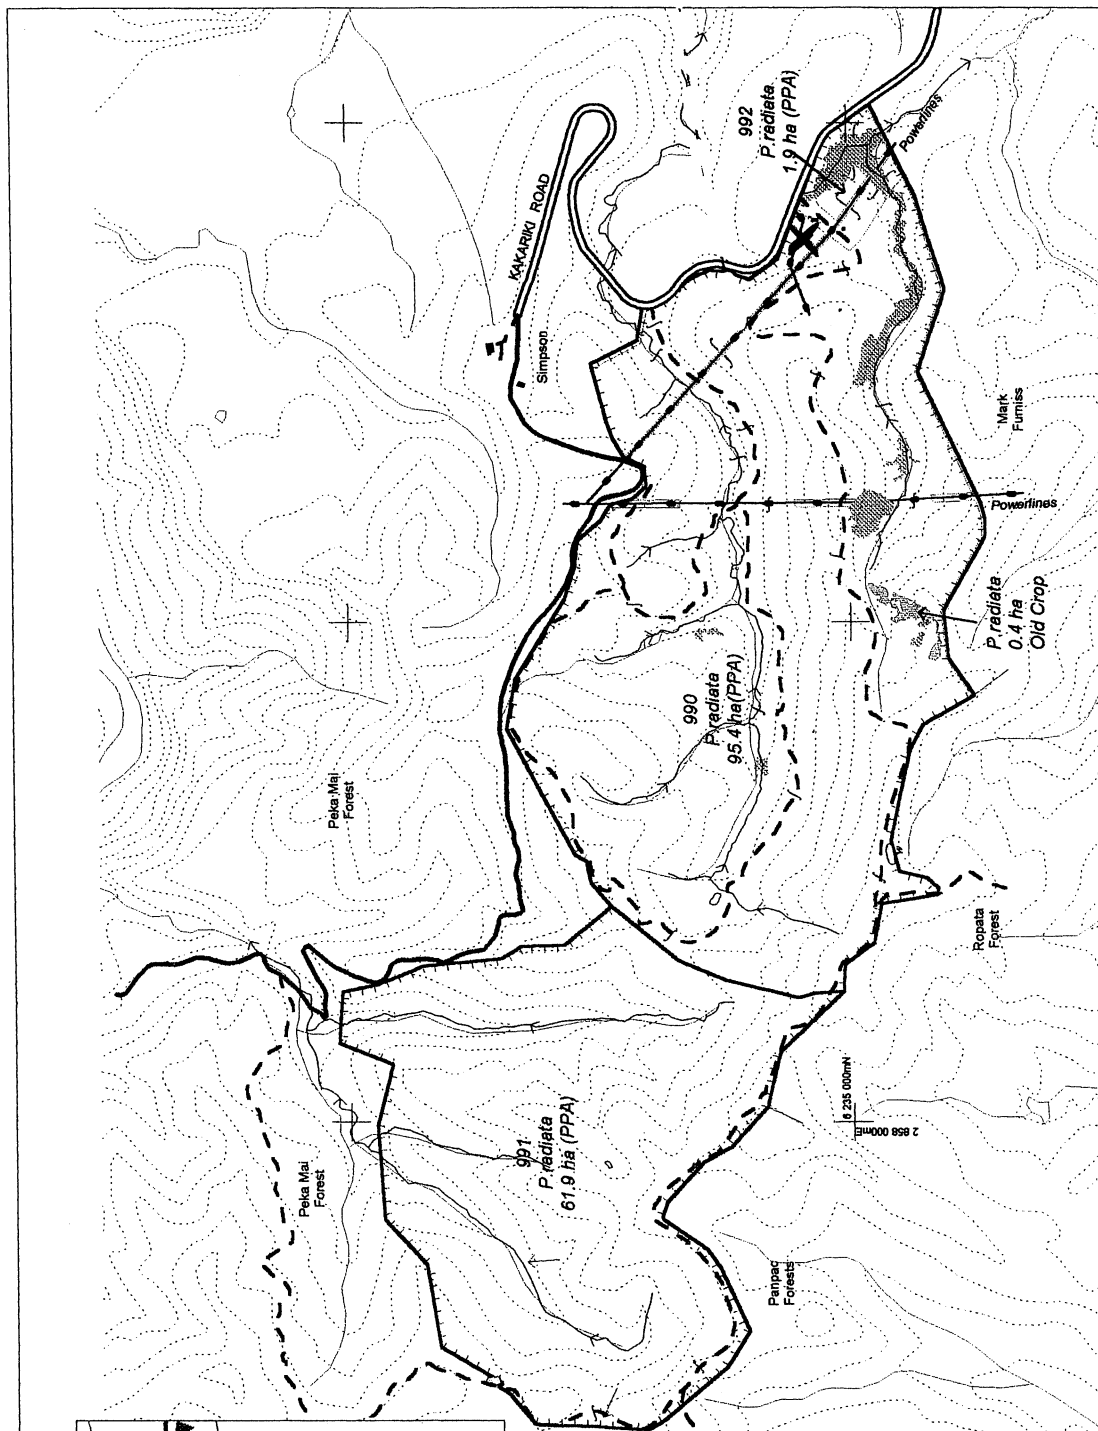 992
P.radiata.
1.9 ha (PPA)
Powerlines
KAKARIKI ROAD
Simpson
Mark
Furniss
Powerlines
P.radiata
0.4 ha
Old Crop
990
P.radiata
95.4 ha(PPA)
Peka Mai
Forest
Ropata
Forest
6 235 000mN
2 858 000mE
991
P.radiata
61.9 ha (PPA)
Peka Mai
Forest
Panpac
Forests